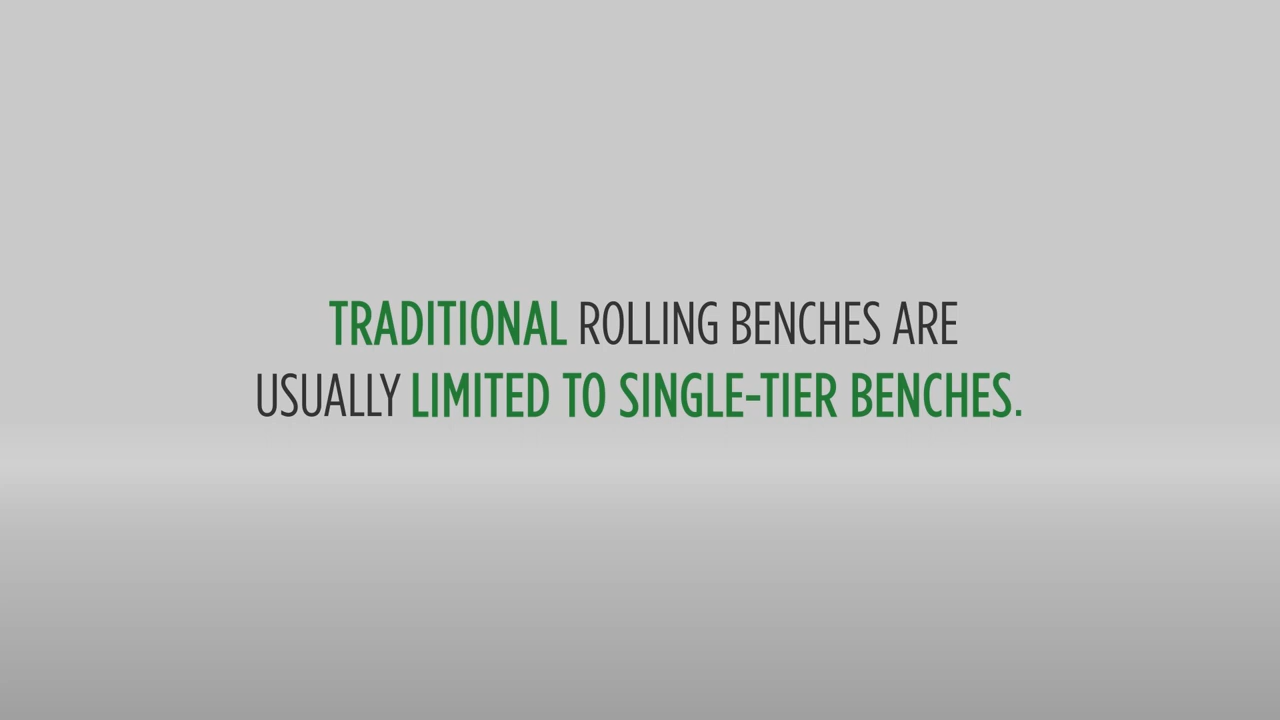 TRADITIONAL ROLLING BENCHES ARE
USUALLY LIMITED TO SINGLE-TIER BENCHES.